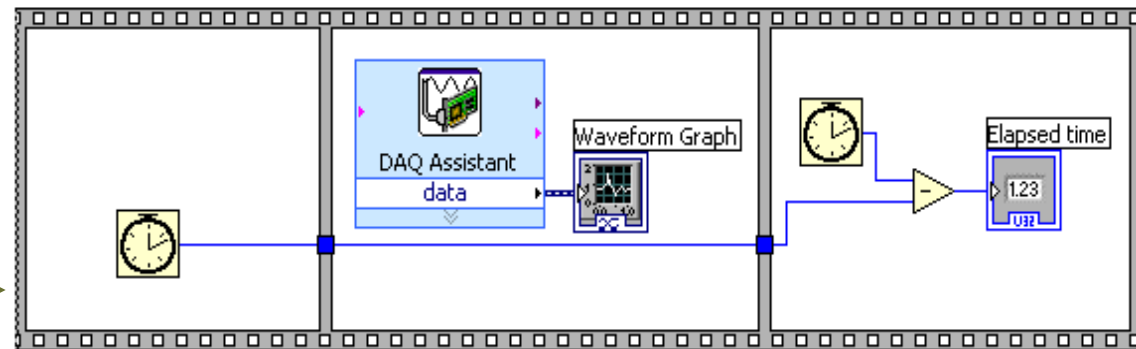 DAQ Assistant
data
Waveform Graph
Elapsed time
1.23
U32